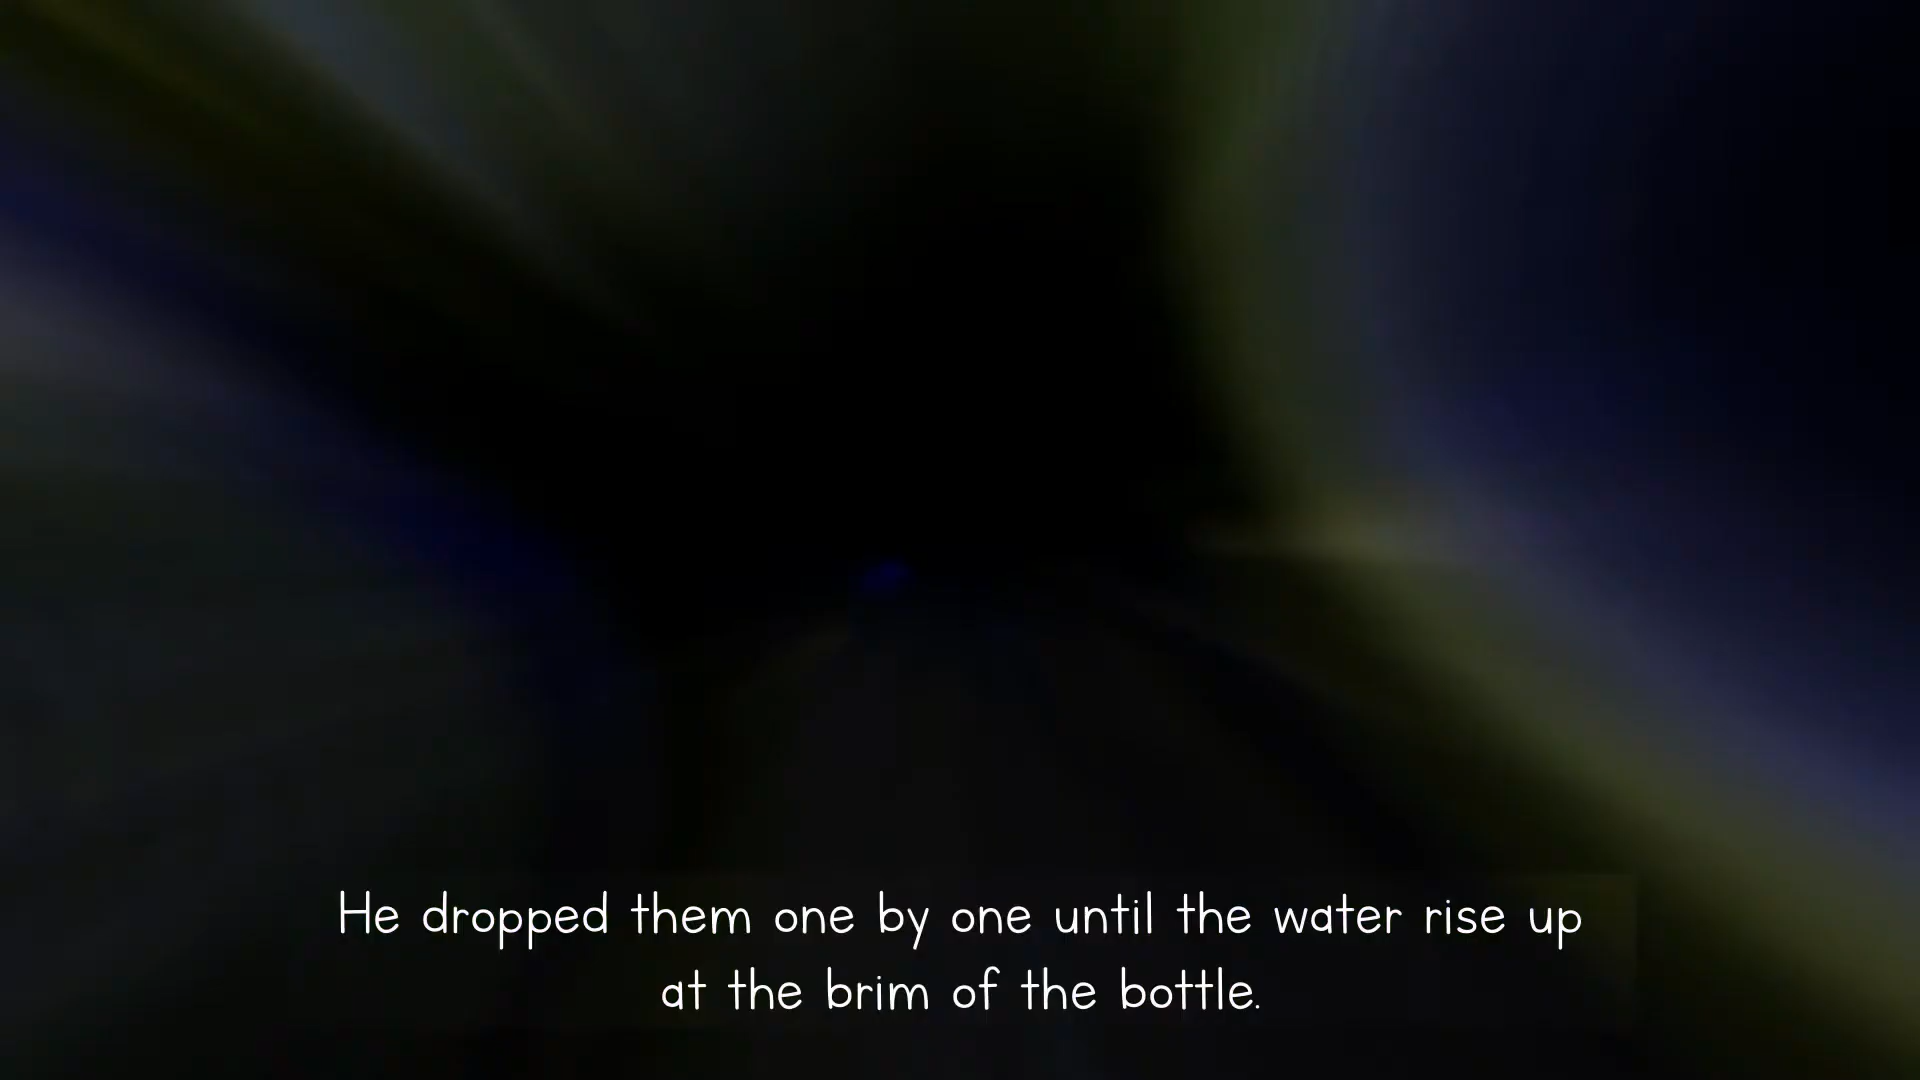 He dropped them one by one until the water rise up
at the brim of the bottle.